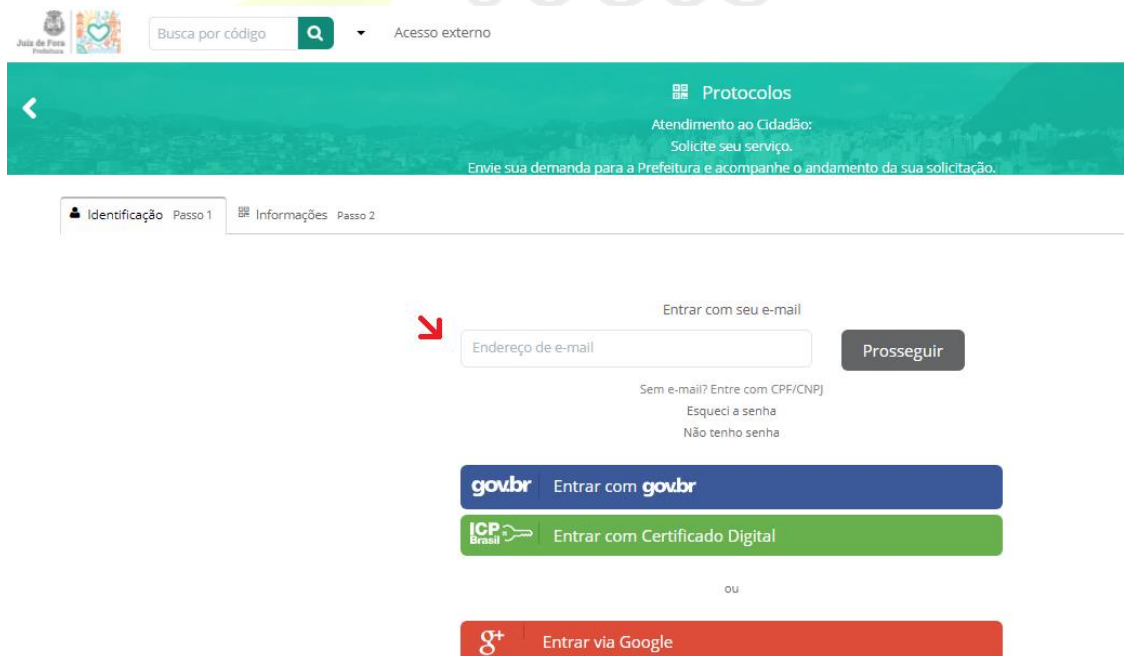 Juiz de Fora
Prefeitura
Busca por código
Acesso externo
Protocolos
Atendimento ao Cidadão:
Solicite seu serviço.
Envie sua demanda para a Prefeitura e acompanhe o andamento da sua solicitação.
Identificação Passo 1
Informações Passo 2
Entrar com seu e-mail
Endereço de e-mail
Prosseguir
Sem e-mail? Entre com CPF/CNPJ
Esqueci a senha
Não tenho senha
gov.br Entrar com gov.br
ICP Brasil Entrar com Certificado Digital
ou
g+ Entrar via Google